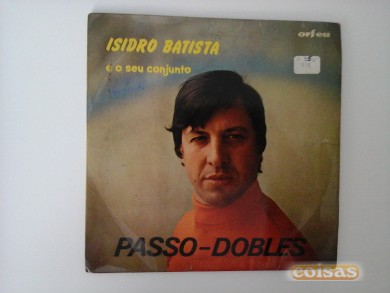 ISIDRO BATISTA
orfeu
e o seu conjunto
PASSO-DOBLES
coisas